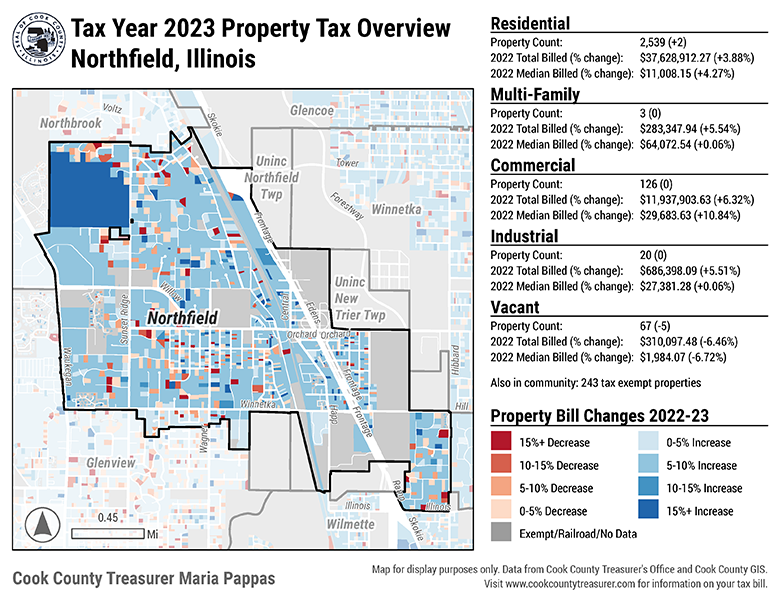 Tax Year 2023 Property Tax Overview
Northfield, Illinois
Residential
Property Count: 2,539 (+2)
2022 Total Billed (% change): $37,628,912.27 (+3.88%)
2022 Median Billed (% change): $11,008.15 (+4.27%)
Multi-Family
Property Count: 3 (0)
2022 Total Billed (% change): $283,347.94 (+5.54%)
2022 Median Billed (% change): $64,072.54 (+0.06%)
Commercial
Property Count: 126 (0)
2022 Total Billed (% change): $11,937,903.63 (+6.32%)
2022 Median Billed (% change): $29,683.63 (+10.84%)
Industrial
Property Count: 20 (0)
2022 Total Billed (% change): $686,398.09 (+5.51%)
2022 Median Billed (% change): $27,381.28 (+0.06%)
Vacant
Property Count: 67 (-5)
2022 Total Billed (% change): $310,097.48 (-6.46%)
2022 Median Billed (% change): $1,984.07 (-6.72%)
Also in community: 243 tax exempt properties
Property Bill Changes 2022-23
15%+ Decrease
10-15% Decrease
5-10% Decrease
0-5% Decrease
Exempt/Railroad/No Data
0-5% Increase
5-10% Increase
10-15% Increase
15%+ Increase
Voltz
Northbrook
Skokie
Glencoe
Uninc
Northfield
Twp
Tower
Forestway
Winnetka
Frontage
Uninc
New
Trier Twp
Willow
Sunset Ridge
Northfield
Central
Edens
Orchard
Orchard
Waukegan
Hibbard
Frontage
Winnetka
Happ
Frontage
Hill
Wagner
Glenview
Illinois
Illinois
Wilmette
Skokie
0.45
Mi
Cook County Treasurer Maria Pappas
Map for display purposes only. Data from Cook County Treasurer's Office and Cook County GIS.
Visit www.cookcountytreasurer.com for information on your tax bill.